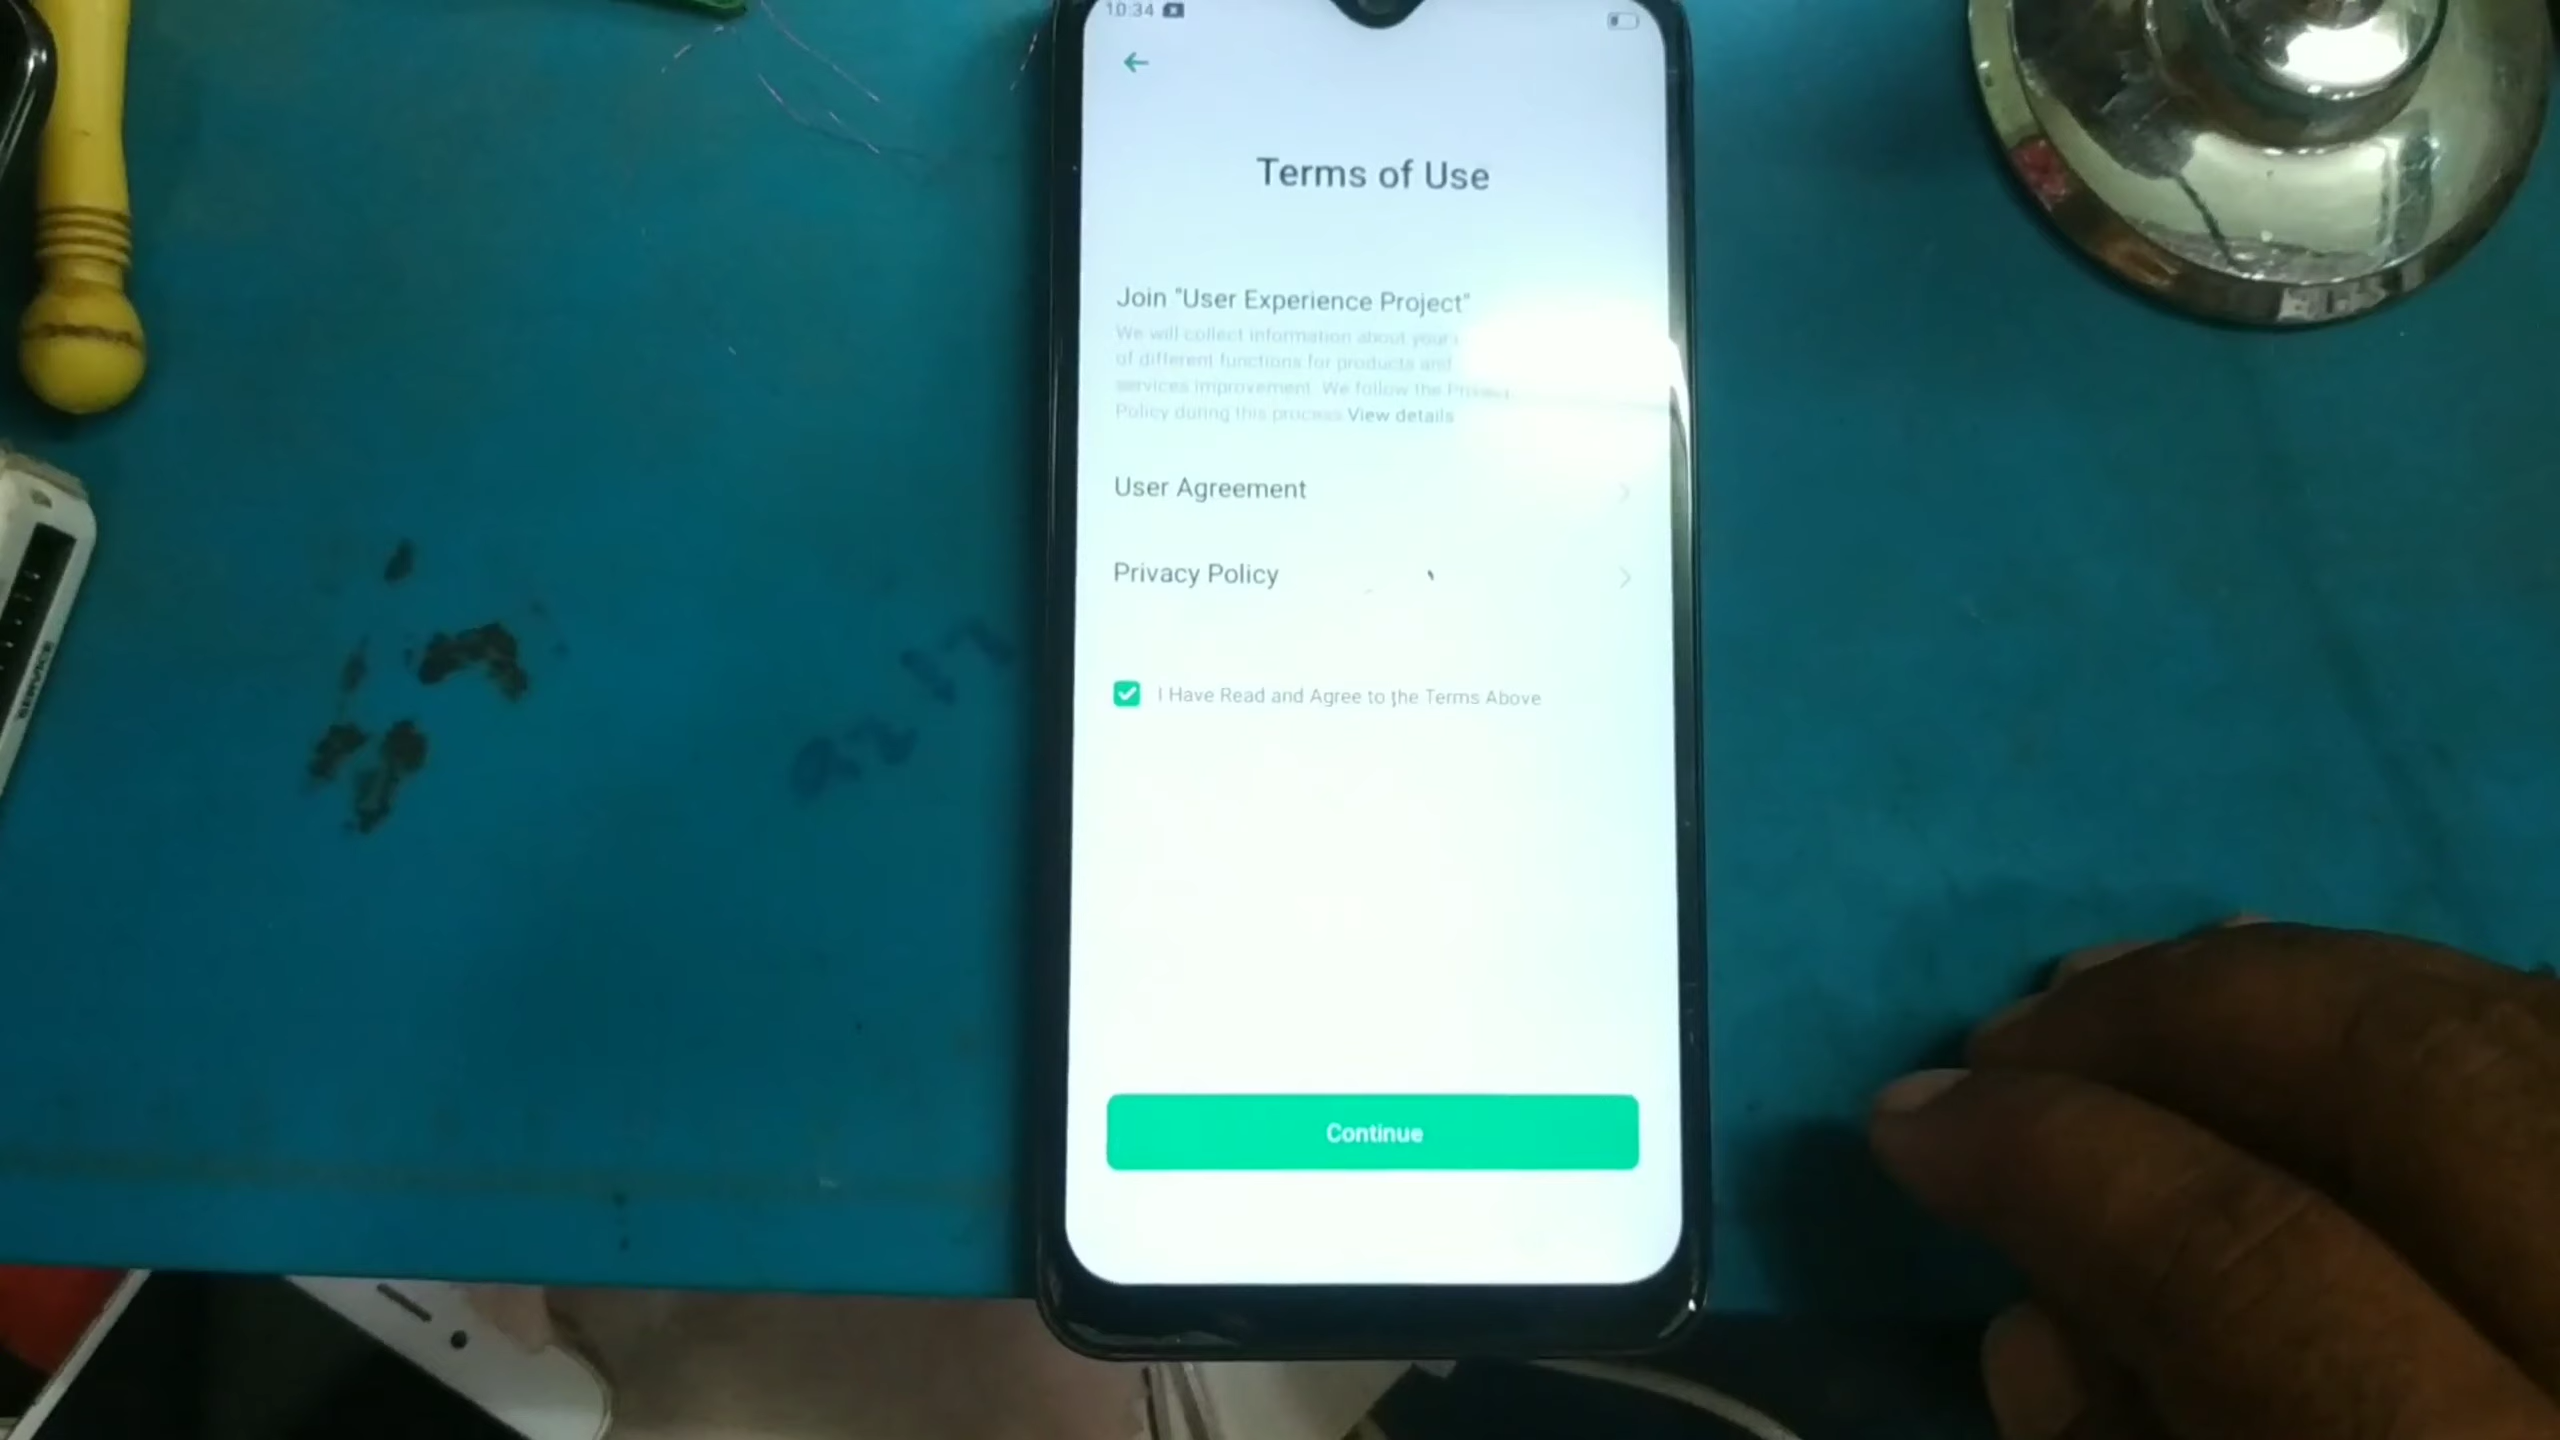 10:34
Terms of Use
Join "User Experience Project"
We will collect information about your
of different functions for products and
services improvement. We follow the Privacy
Policy during this process View details
User Agreement
Privacy Policy
I Have Read and Agree to the Terms Above
Continue
SERVICE